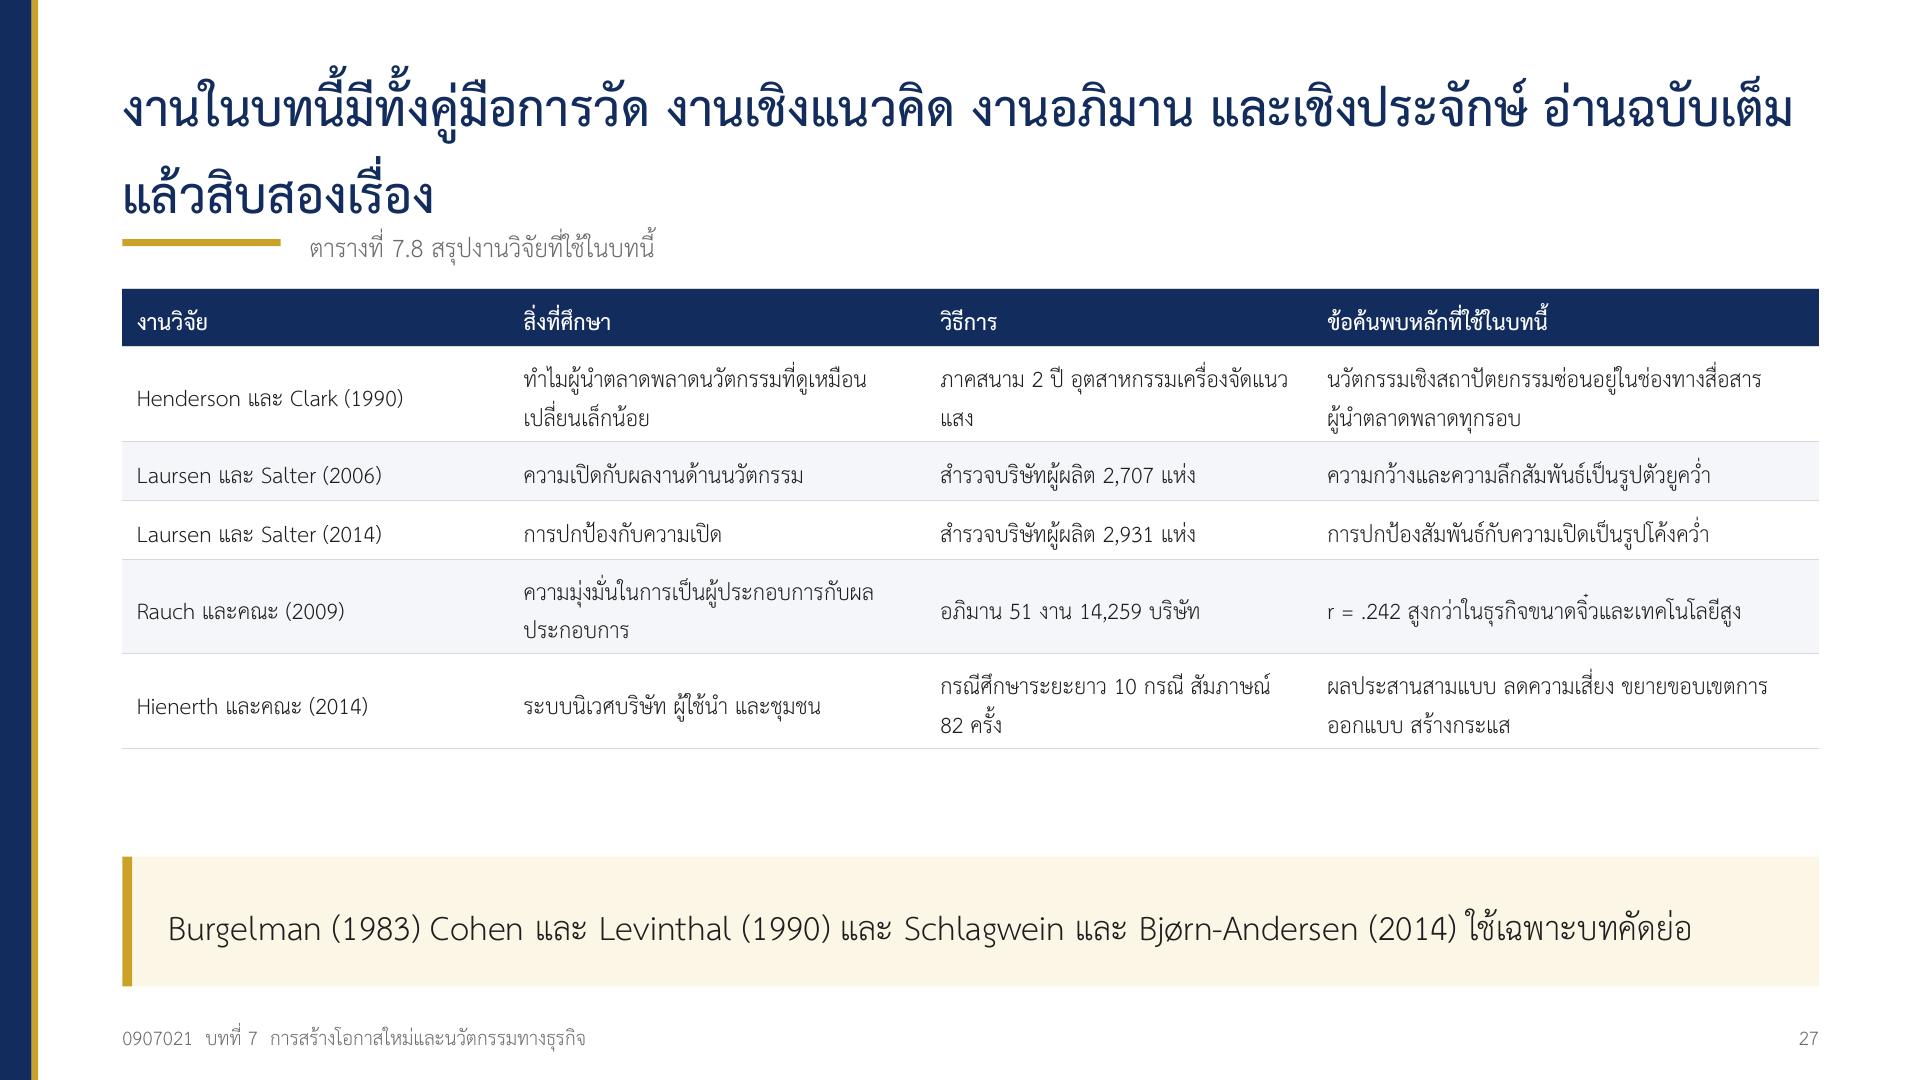 งานในบทนี้มีทั้งคู่มือการวัด งานเชิงแนวคิด งานอภิมาน และเชิงประจักษ์ อ่านฉบับเต็ม
แล้วสิบสองเรื่อง
ตารางที่ 7.8 สรุปงานวิจัยที่ใช้ในบทนี้
งานวิจัย สิ่งที่ศึกษา วิธีการ ข้อค้นพบหลักที่ใช้ในบทนี้
Henderson และ Clark (1990)
ทำไมผู้นำตลาดพลาดนวัตกรรมที่ดูเหมือน
เปลี่ยนเล็กน้อย
ภาคสนาม 2 ปี อุตสาหกรรมเครื่องจัดแนว
แสง
นวัตกรรมเชิงสถาปัตยกรรมซ่อนอยู่ในช่องทางสื่อสาร
ผู้นำตลาดพลาดทุกรอบ
Laursen และ Salter (2006) ความเปิดกับผลงานด้านนวัตกรรม สำรวจบริษัทผู้ผลิต 2,707 แห่ง ความกว้างและความลึกสัมพันธ์เป็นรูปตัวยูคว่ำ
Laursen และ Salter (2014) การปกป้องกับความเปิด สำรวจบริษัทผู้ผลิต 2,931 แห่ง การปกป้องสัมพันธ์กับความเปิดเป็นรูปโค้งคว่ำ
Rauch และคณะ (2009)
ความมุ่งมั่นในการเป็นผู้ประกอบการกับผล
ประกอบการ
อภิมาน 51 งาน 14,259 บริษัท
r = .242 สูงกว่าในธุรกิจขนาดจิ๋วและเทคโนโลยีสูง
Hienerth และคณะ (2014)
ระบบนิเวศบริษัท ผู้ใช้นำ และชุมชน
กรณีศึกษาระยะยาว 10 กรณี สัมภาษณ์
82 ครั้ง
ผลประสานสามแบบ ลดความเสี่ยง ขยายขอบเขตการ
ออกแบบ สร้างกระแส
Burgelman (1983) Cohen และ Levinthal (1990) และ Schlagwein และ Bjørn-Andersen (2014) ใช้เฉพาะบทคัดย่อ
0907021 บทที่ 7 การสร้างโอกาสใหม่และนวัตกรรมทางธุรกิจ 27